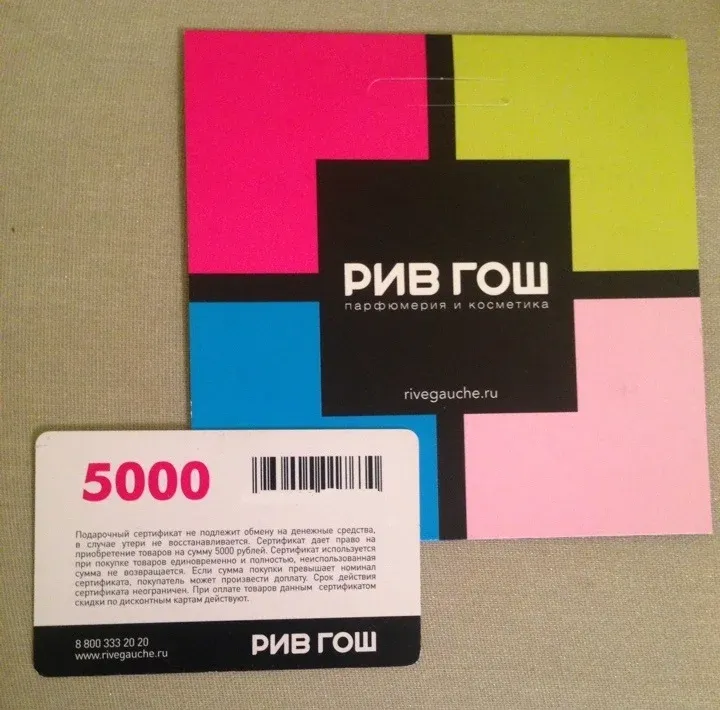 РИВ ГОШ
парфюмерия и косметика
rivegauche.ru
5000
Подарочный сертификат не подлежит обмену на денежные средства,
в случае утери не восстанавливается. Сертификат дает право на
приобретение товаров на сумму 5000 рублей. Сертификат используется
при покупке товаров единовременно и полностью, неиспользованная
сумма не возвращается. Если сумма покупки превышает номинал
сертификата, покупатель может произвести доплату. Срок действия
сертификата неограничен. При оплате товаров данным сертификатом
скидки по дисконтным картам действуют.
8 800 333 20 20
www.rivegauche.ru
РИВ ГОШ